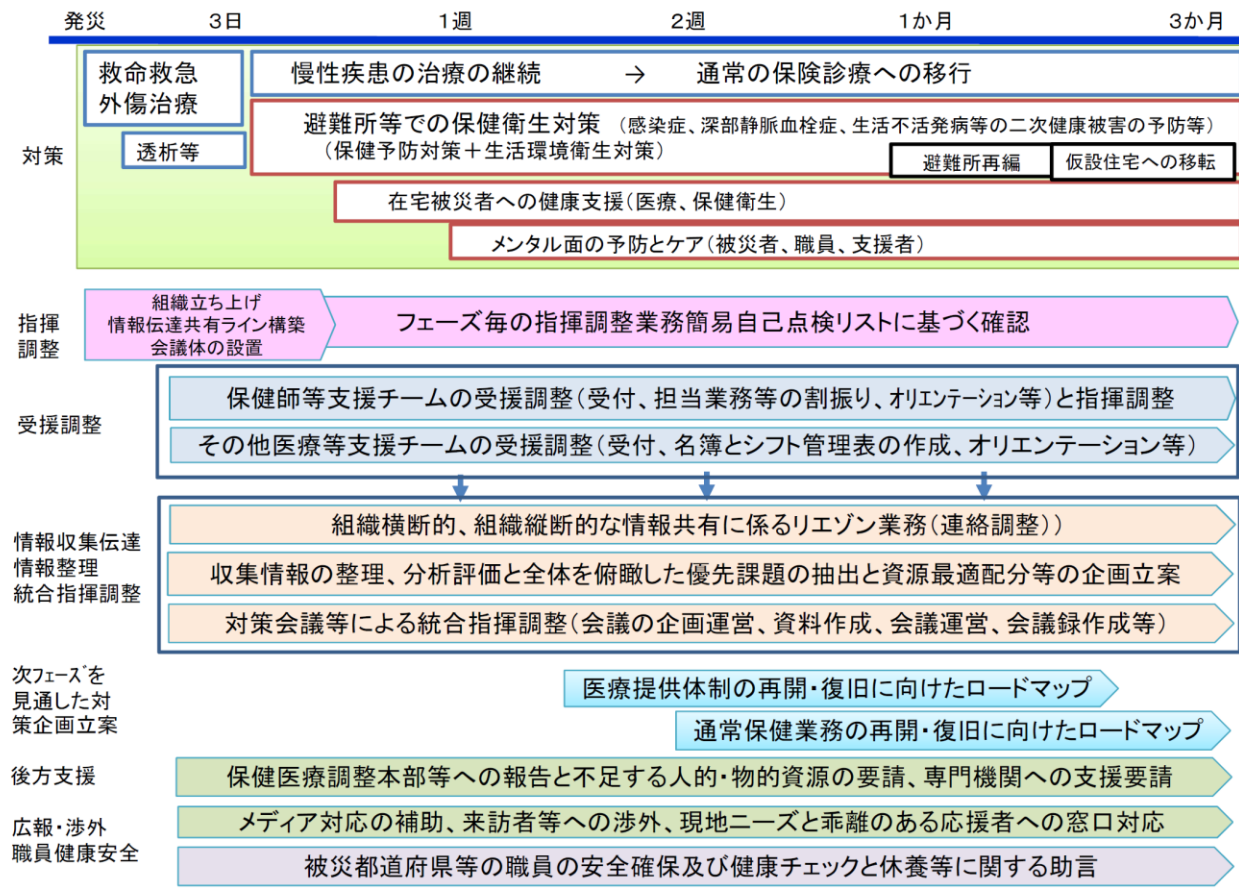 発災 3日 1週 2週 1か月 3か月
対策
救命救急
外傷治療
透析等
慢性疾患の治療の継続 → 通常の保険診療への移行
避難所等での保健衛生対策 (感染症、深部静脈血栓症、生活不活発病等の二次健康被害の予防等)
(保健予防対策+生活環境衛生対策)
避難所再編
仮設住宅への移転
在宅被災者への健康支援(医療、保健衛生)
メンタル面の予防とケア(被災者、職員、支援者)
指揮
調整
組織立ち上げ
情報伝達共有ライン構築
会議体の設置
フェーズ毎の指揮調整業務簡易自己点検リストに基づく確認
受援調整
保健師等支援チームの受援調整(受付、担当業務等の割振り、オリエンテーション等)と指揮調整
その他医療等支援チームの受援調整(受付、名簿とシフト管理表の作成、オリエンテーション等)
情報収集伝達
情報整理
統合指揮調整
組織横断的、組織縦断的な情報共有に係るリエゾン業務(連絡調整))
収集情報の整理、分析評価と全体を俯瞰した優先課題の抽出と資源最適配分等の企画立案
対策会議等による統合指揮調整(会議の企画運営、資料作成、会議運営、会議録作成等)
次フェーズを
見通した対
策企画立案
医療提供体制の再開・復旧に向けたロードマップ
通常保健業務の再開・復旧に向けたロードマップ
後方支援
保健医療調整本部等への報告と不足する人的・物的資源の要請、専門機関への支援要請
広報・渉外
職員健康安全
メディア対応の補助、来訪者等への渉外、現地ニーズと乖離のある応援者への窓口対応
被災都道府県等の職員の安全確保及び健康チェックと休養等に関する助言